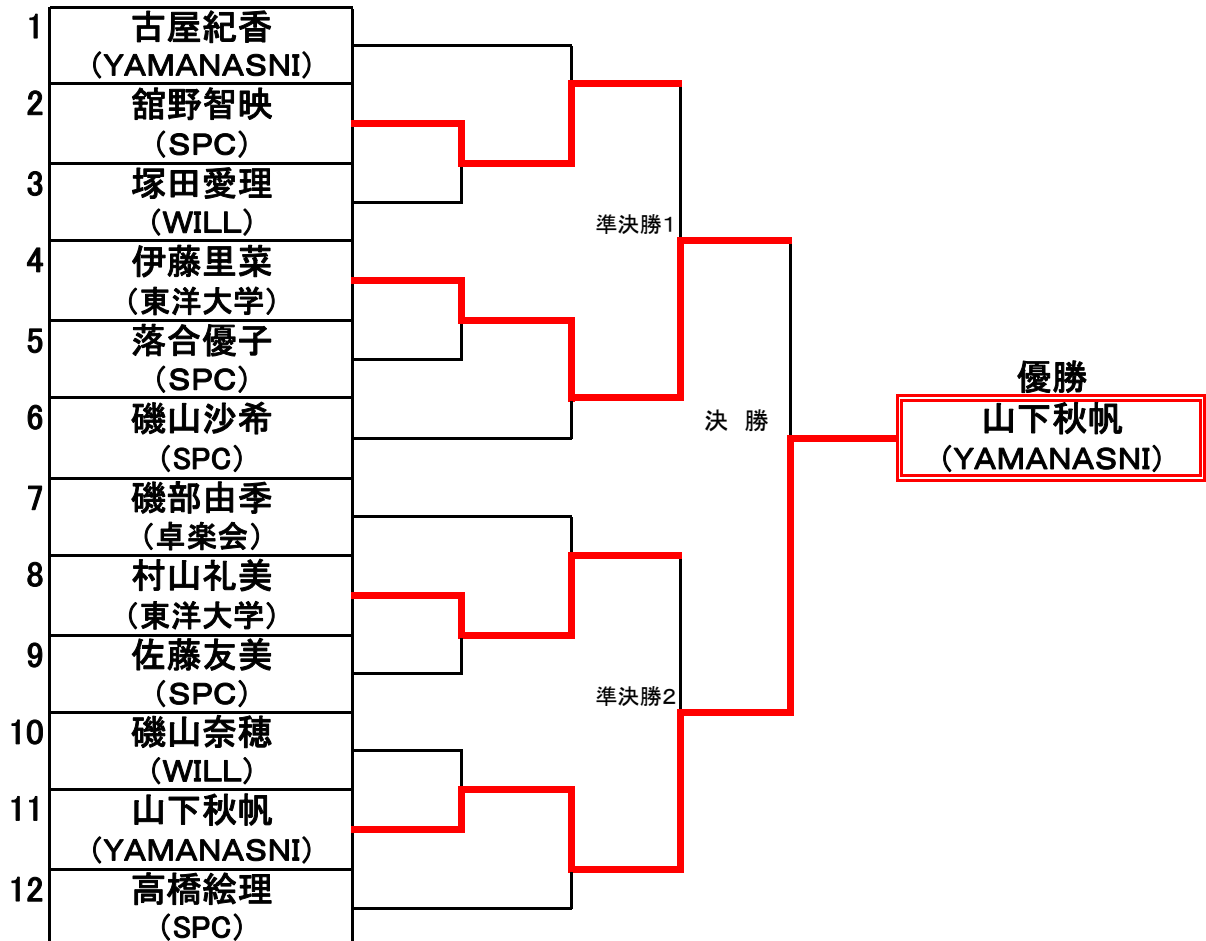 1 古屋紀香
(YAMANASNI)
2 舘野智映
(SPC)
3 塚田愛理
(WILL)
準決勝1
4 伊藤里菜
(東洋大学)
5 落合優子
(SPC)
6 磯山沙希
(SPC)
決 勝
優勝
山下秋帆
(YAMANASNI)
7 磯部由季
(卓楽会)
8 村山礼美
(東洋大学)
9 佐藤友美
(SPC)
準決勝2
10 磯山奈穂
(WILL)
11 山下秋帆
(YAMANASNI)
12 高橋絵理
(SPC)